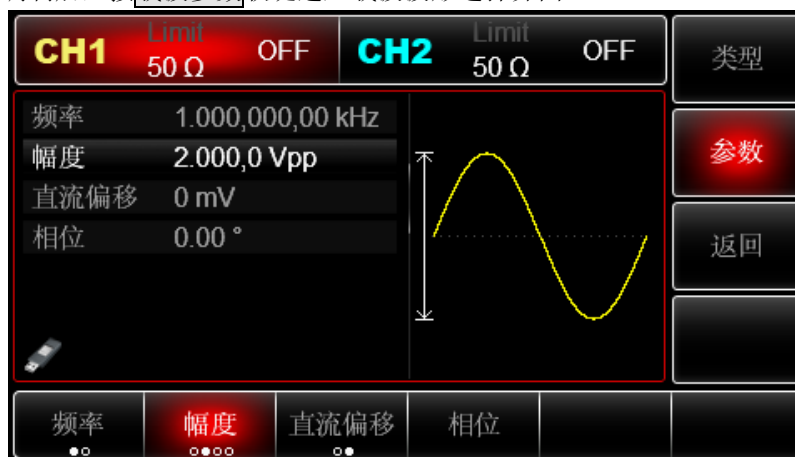 CH1 Limit 50 Ω OFF CH2 Limit 50 Ω OFF
类型
频率 1.000,000,00 kHz
幅度 2.000,0 Vpp
直流偏移 0 mV
相位 0.00 °
参数
返回
频率 幅度 直流偏移 相位